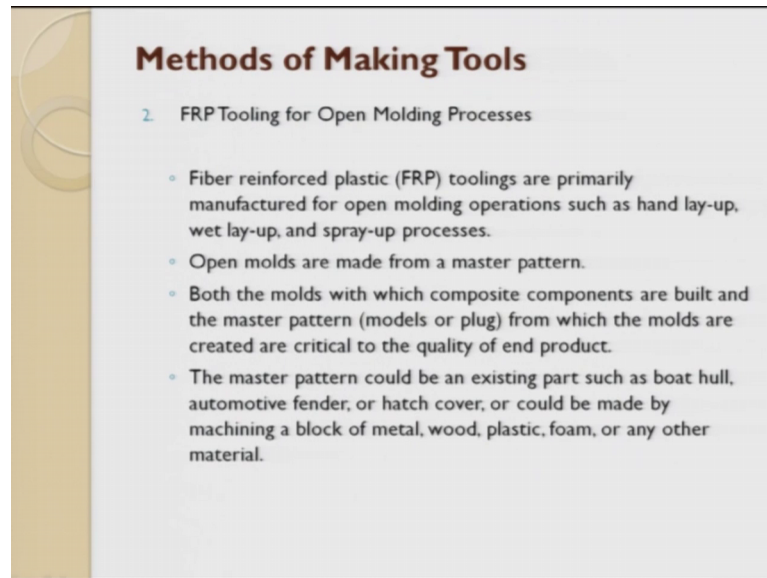 Methods of Making Tools
2. FRP Tooling for Open Molding Processes
◦ Fiber reinforced plastic (FRP) toolings are primarily
manufactured for open molding operations such as hand lay-up,
wet lay-up, and spray-up processes.
◦ Open molds are made from a master pattern.
◦ Both the molds with which composite components are built and
the master pattern (models or plug) from which the molds are
created are critical to the quality of end product.
◦ The master pattern could be an existing part such as boat hull,
automotive fender, or hatch cover, or could be made by
machining a block of metal, wood, plastic, foam, or any other
material.